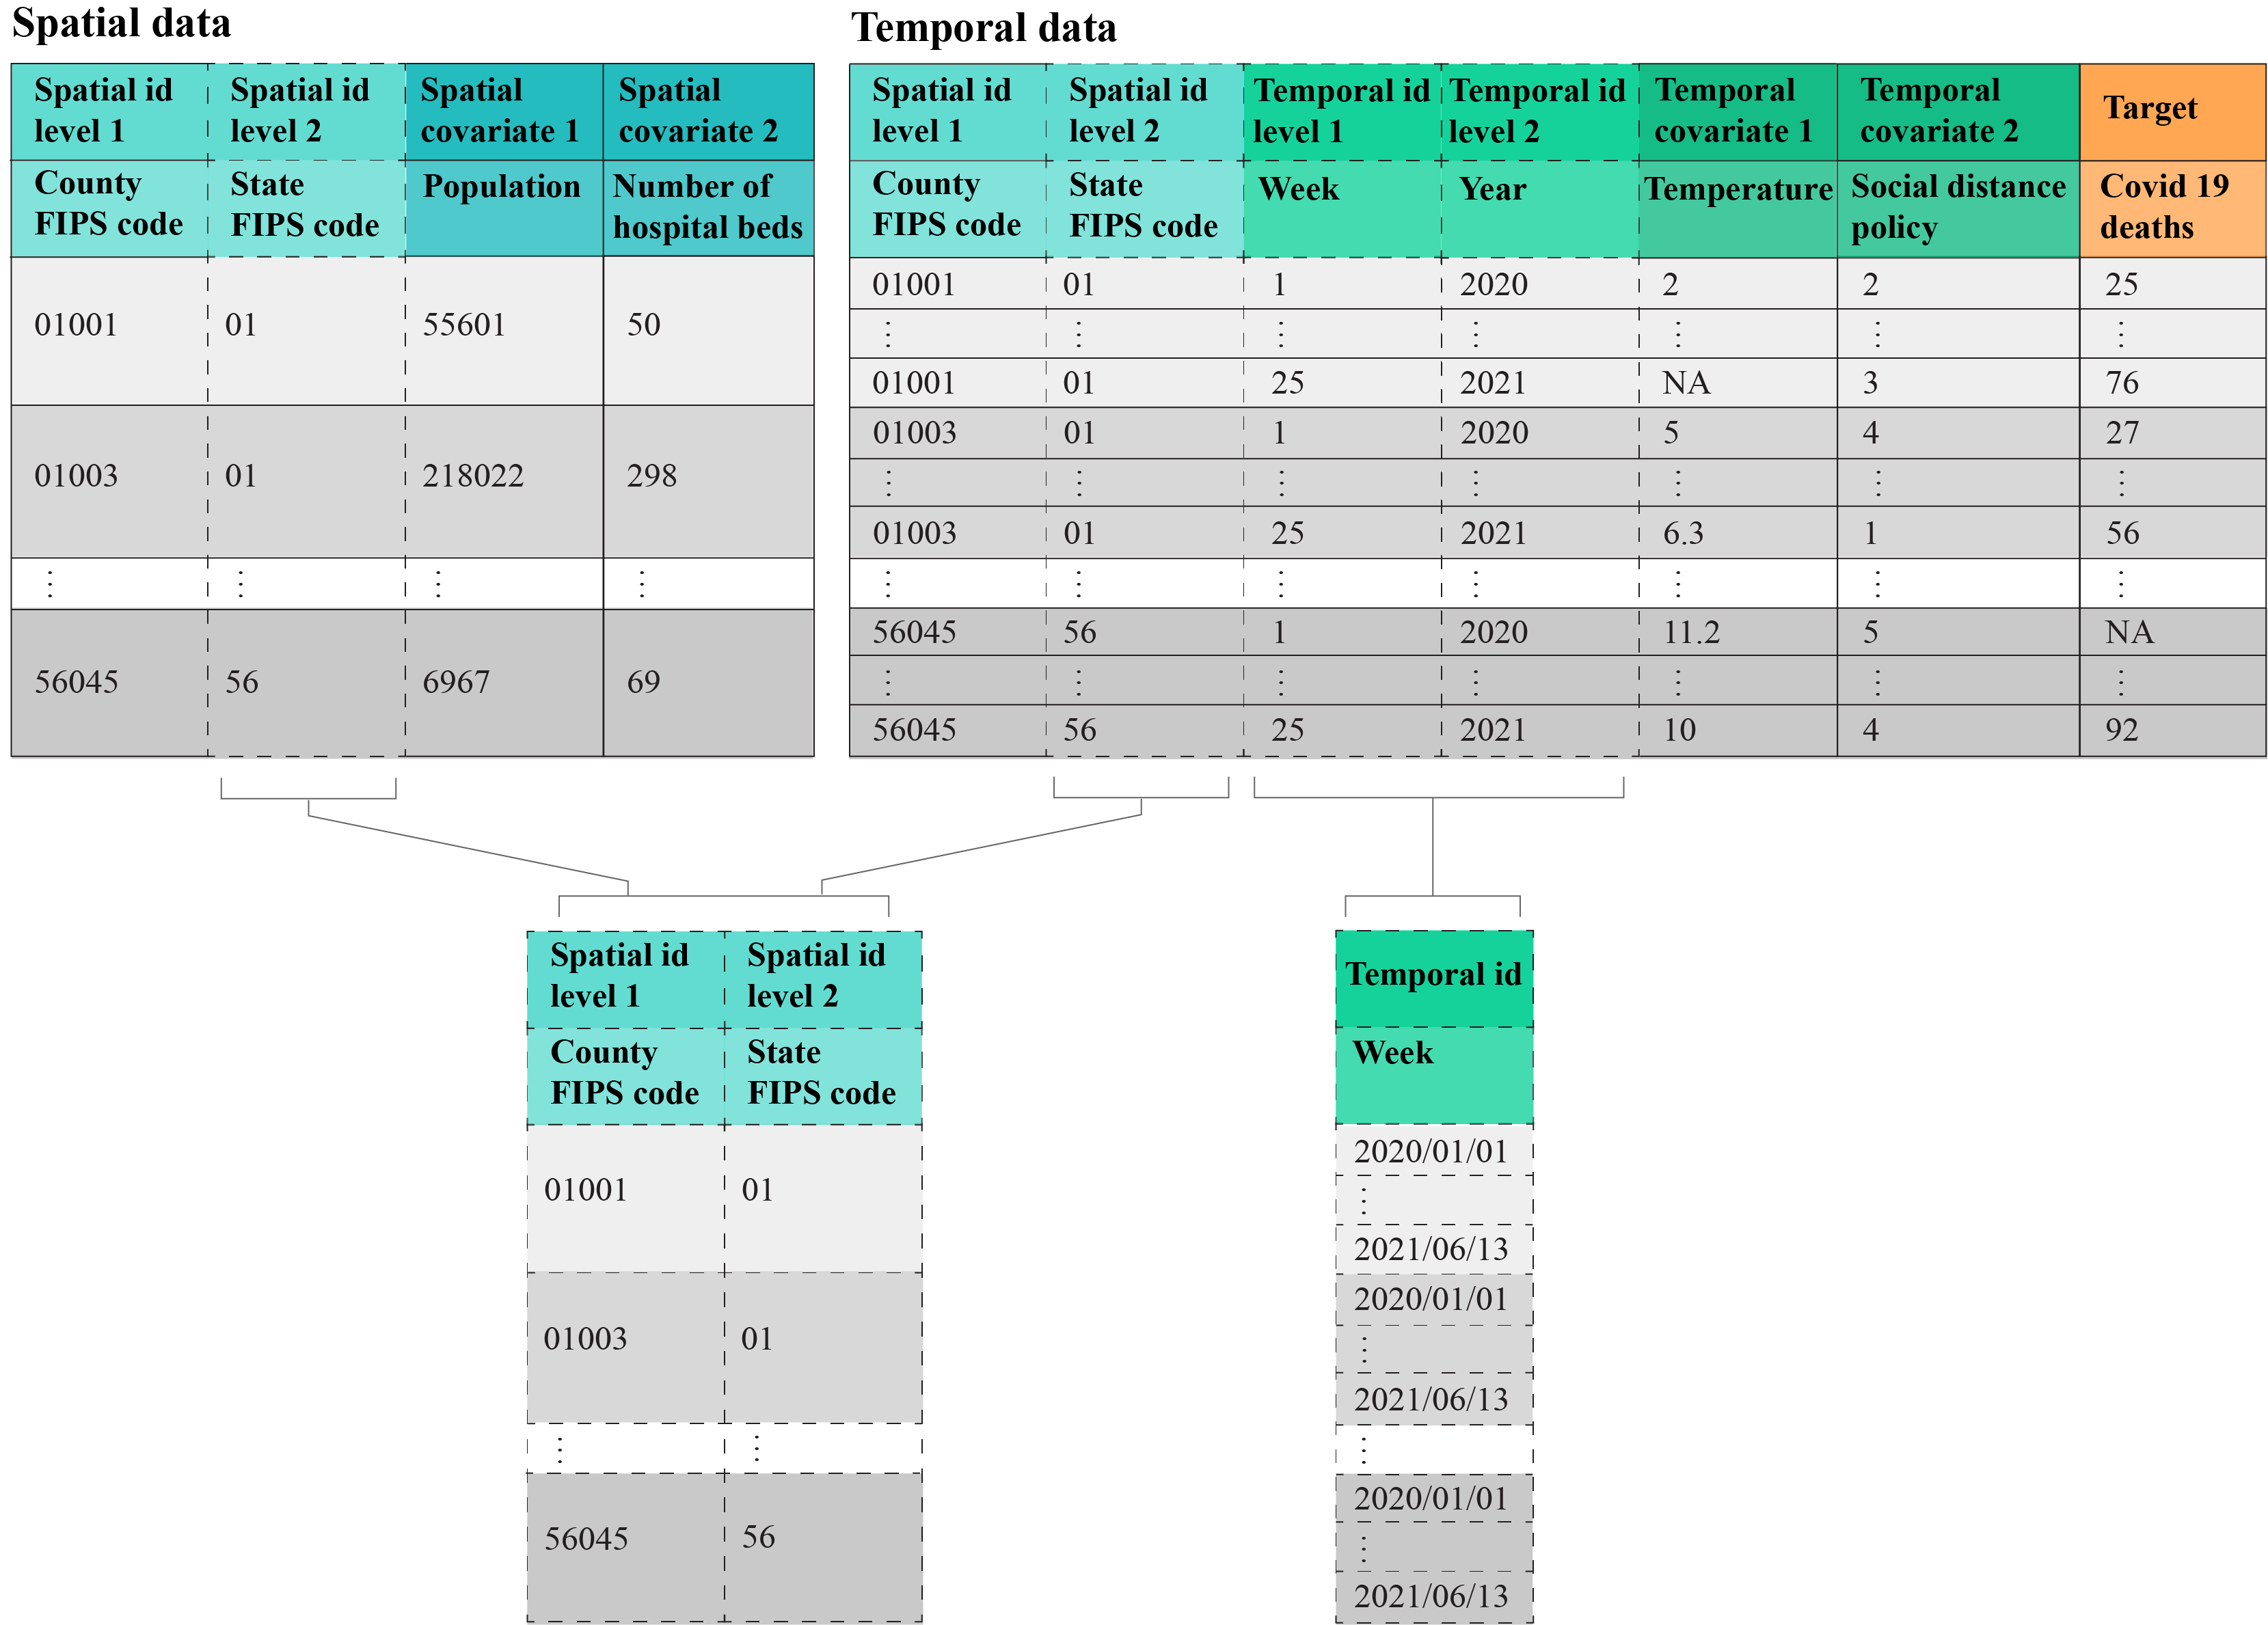 Spatial data
Spatial id Spatial id Spatial Spatial
level 1 level 2 covariate 1 covariate 2
County State Population Number of
FIPS code FIPS code hospital beds
01001 01 55601 50
01003 01 218022 298
⋮ ⋮ ⋮ ⋮
56045 56 6967 69
Temporal data
Spatial id Spatial id Temporal id Temporal id Temporal Temporal Target
level 1 level 2 level 1 level 2 covariate 1 covariate 2
County State Week Year Temperature Social distance Covid 19
FIPS code FIPS code policy deaths
01001 01 1 2020 2 2 25
⋮ ⋮ ⋮ ⋮ ⋮ ⋮ ⋮
01001 01 25 2021 NA 3 76
01003 01 1 2020 5 4 27
⋮ ⋮ ⋮ ⋮ ⋮ ⋮ ⋮
01003 01 25 2021 6.3 1 56
⋮ ⋮ ⋮ ⋮ ⋮ ⋮ ⋮
56045 56 1 2020 11.2 5 NA
⋮ ⋮ ⋮ ⋮ ⋮ ⋮ ⋮
56045 56 25 2021 10 4 92
Spatial id Spatial id
level 1 level 2
County State
FIPS code FIPS code
01001 01
01003 01
⋮ ⋮
56045 56
Temporal id
Week
2020/01/01
⋮
2021/06/13
2020/01/01
⋮
2021/06/13
⋮
2020/01/01
⋮
2021/06/13